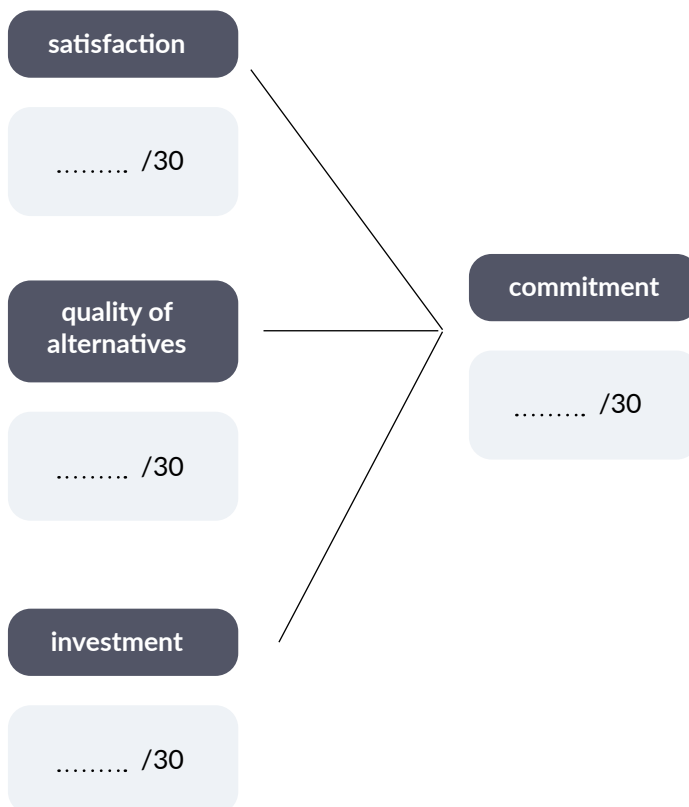 satisfaction
......... /30
quality of
alternatives
......... /30
investment
......... /30
commitment
......... /30